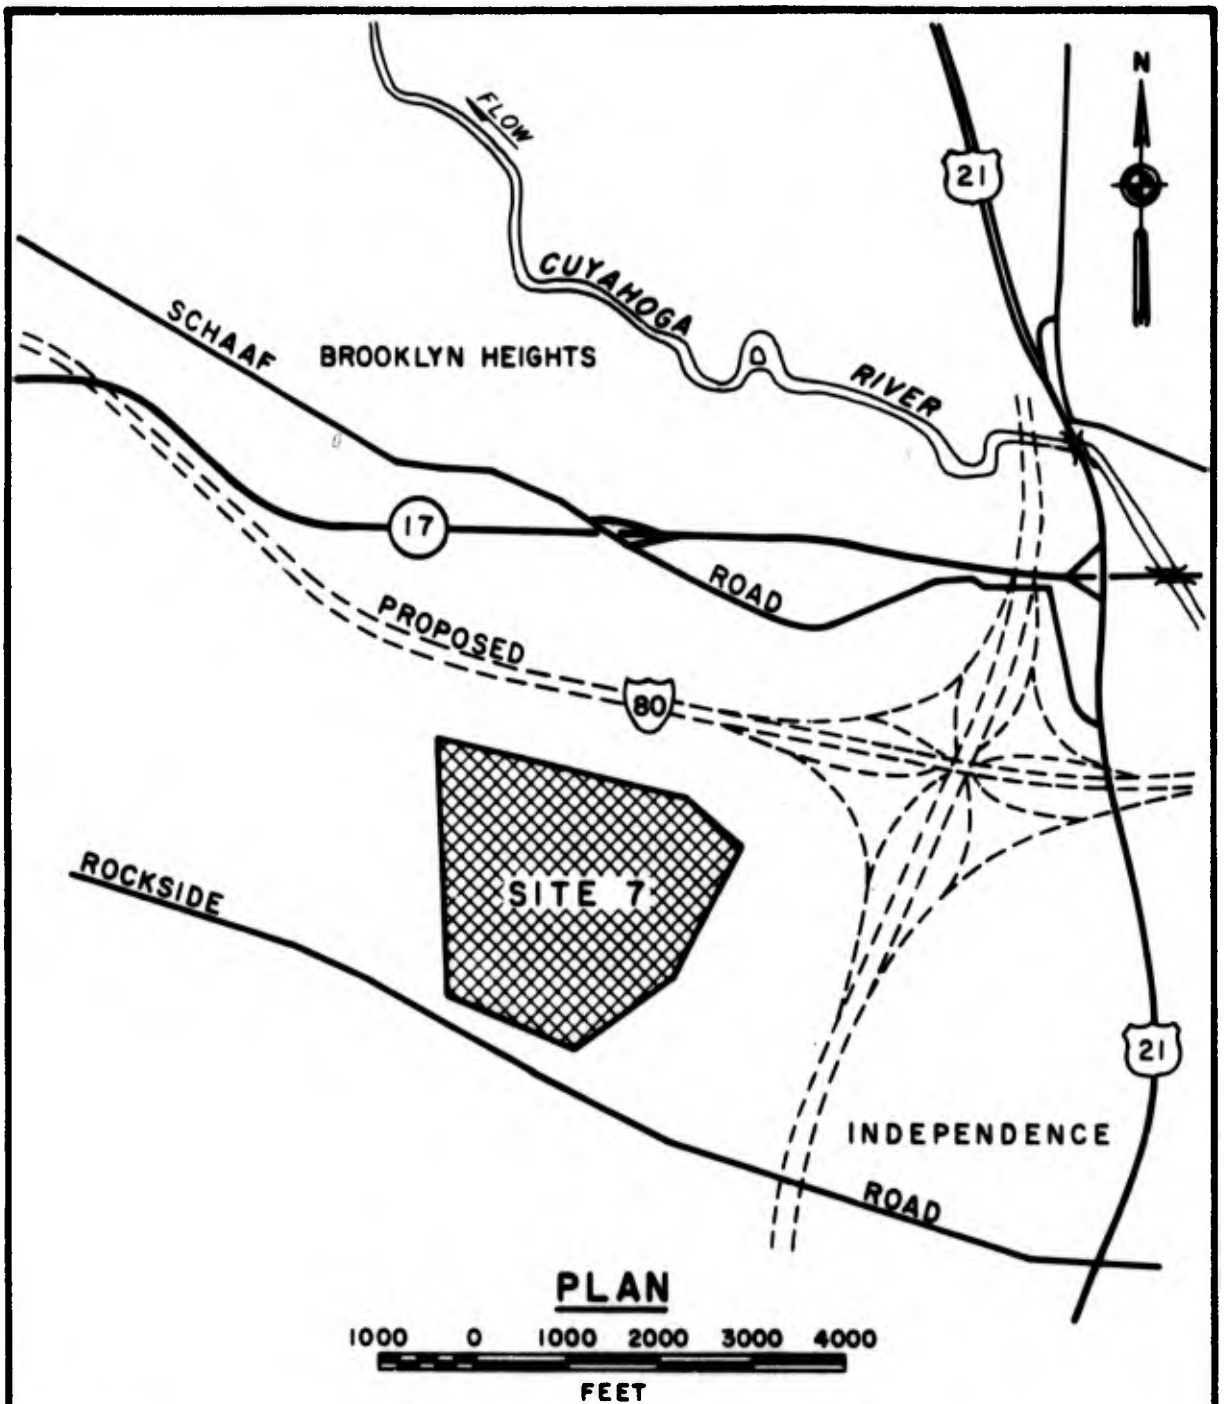 N
FLOW
21
CUYAHOGA
SCHAAF
BROOKLYN HEIGHTS
RIVER
17
ROAD
PROPOSED
80
ROCKSIDE
SITE 7
21
INDEPENDENCE
ROAD
PLAN
1000 0 1000 2000 3000 4000
FEET